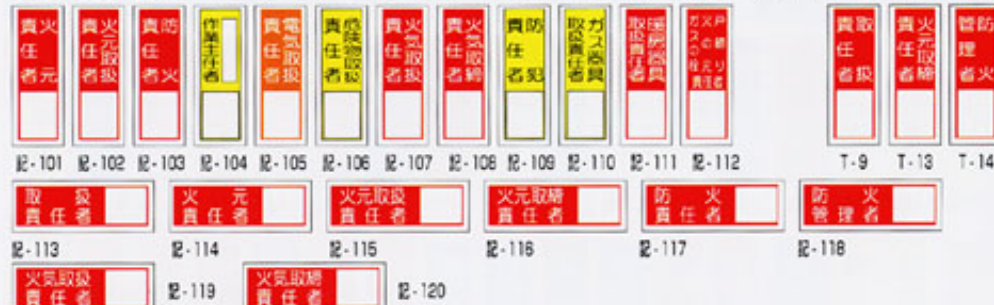 火元
責任者
火元取扱
責任者
防火
責任者
作業主任者
電気取扱
責任者
危険物取扱
責任者
火気取扱
責任者
火気取締
責任者
防犯
責任者
ガス器具
取扱責任者
暖房器具
取扱責任者
戸締り
火の元
ガスの栓
責任者
取扱
責任者
火元取締
責任者
防火
管理者
記-101 記-102 記-103 記-104 記-105 記-106 記-107 記-108 記-109 記-110 記-111 記-112 T-9 T-13 T-14
取扱
責任者
火元
責任者
火元取扱
責任者
火元取締
責任者
防火
責任者
防火
管理者
記-113 記-114 記-115 記-116 記-117 記-118
火気取扱
責任者
記-119
火気取締
責任者
記-120